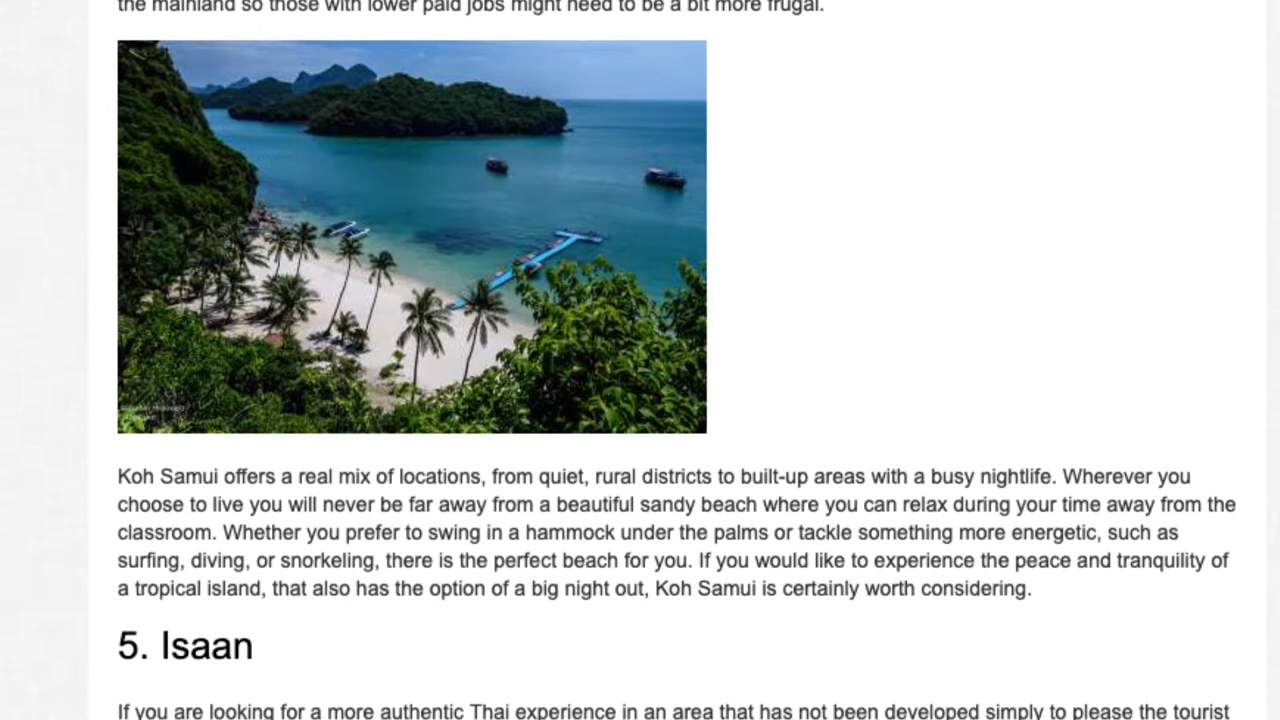 the mainland so those with lower paid jobs might need to be a bit more frugal.
Koh Samui offers a real mix of locations, from quiet, rural districts to built-up areas with a busy nightlife. Wherever you
choose to live you will never be far away from a beautiful sandy beach where you can relax during your time away from the
classroom. Whether you prefer to swing in a hammock under the palms or tackle something more energetic, such as
surfing, diving, or snorkeling, there is the perfect beach for you. If you would like to experience the peace and tranquility of
a tropical island, that also has the option of a big night out, Koh Samui is certainly worth considering.
5. Isaan
If you are looking for a more authentic Thai experience in an area that has not been developed simply to please the tourist